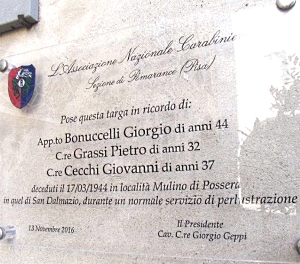 L'Associazione Nazionale Carabinie
Sezione di Pomarance (Pisa)
Pose questa targa in ricordo di:
App.to Bonuccelli Giorgio di anni 44
C.re Grassi Pietro di anni 32
C.re Cecchi Giovanni di anni 37
deceduti il 17/03/1944 in località Mulino di Possera
in quel di San Dalmazio, durante un normale servizio di perlustrazione
13 Novembre 2016
Il Presidente
Cav. C.re Giorgio Geppi